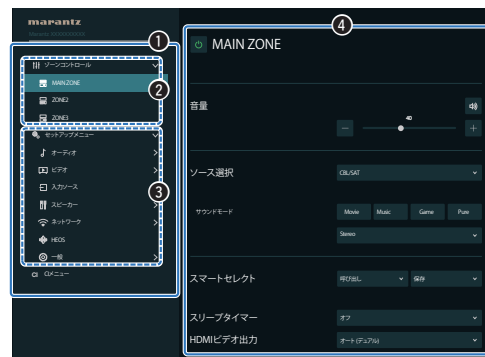 marantz
1
ゾーンコントロール
MAIN ZONE
2
ZONE2
ZONE3
セットアップメニュー
オーディオ
ビデオ
入力ソース
3
スピーカー
ネットワーク
HEOS
一般
CI CIメニュー
4
MAIN ZONE
音量
40
ソース選択
CBL/SAT
サウンドモード
Movie Music Game Pure
Stereo
スマートセレクト
呼び出し 保存
スリープタイマー
オフ
HDMIビデオ出力
オート (デュアル)